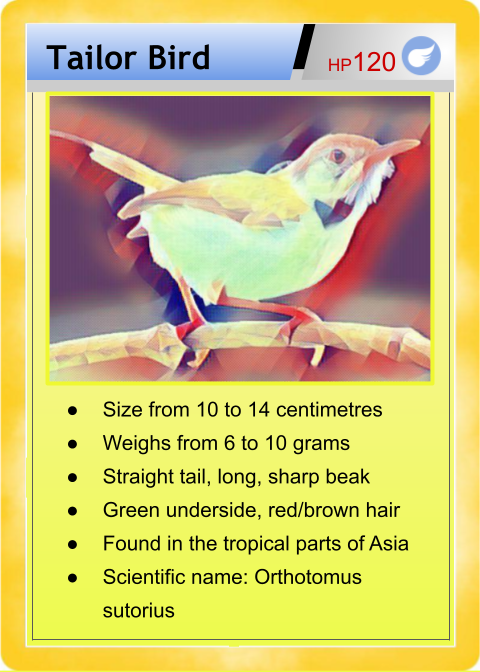 Tailor Bird
HP120
● Size from 10 to 14 centimetres
● Weighs from 6 to 10 grams
● Straight tail, long, sharp beak
● Green underside, red/brown hair
● Found in the tropical parts of Asia
● Scientific name: Orthotomus
sutorius